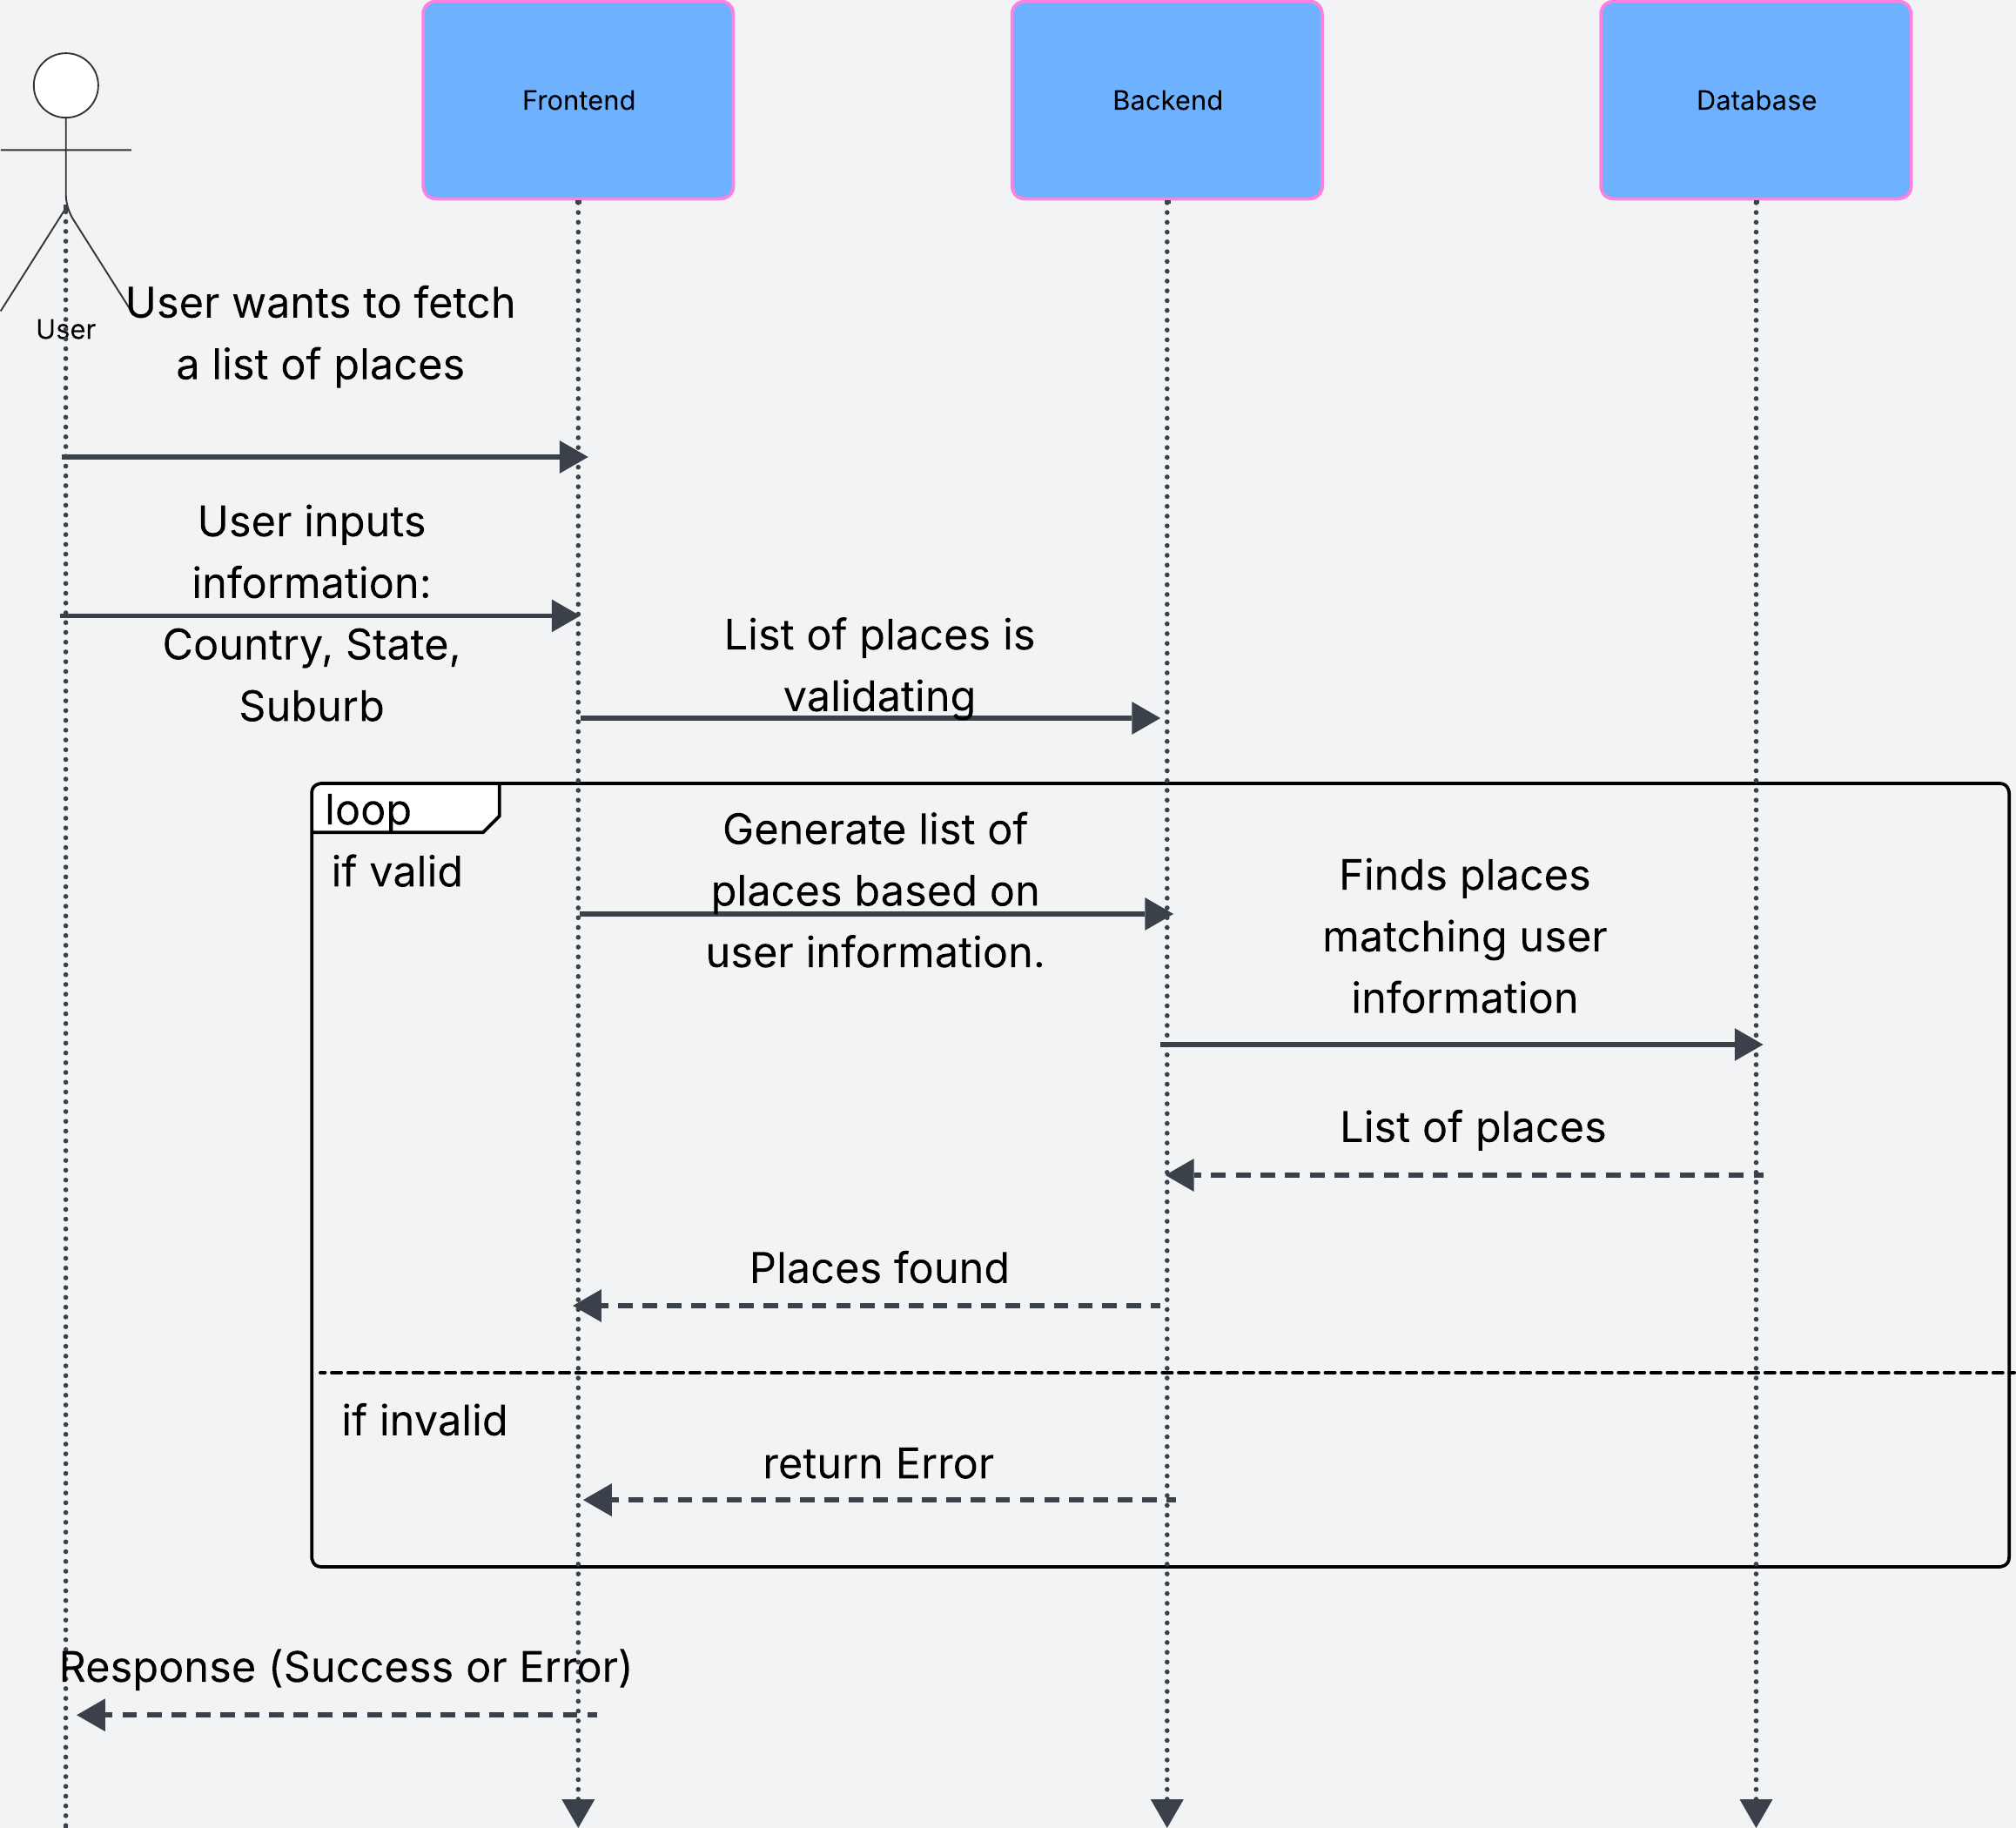 Frontend
Backend
Database
User
User wants to fetch
a list of places
User inputs
information:
Country, State,
Suburb
List of places is
validating
loop
if valid
Generate list of
places based on
user information.
Finds places
matching user
information
List of places
Places found
if invalid
return Error
Response (Success or Error)